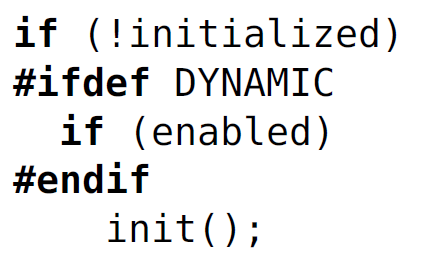 if (!initialized)
#ifdef DYNAMIC
  if (enabled)
#endif
    init();